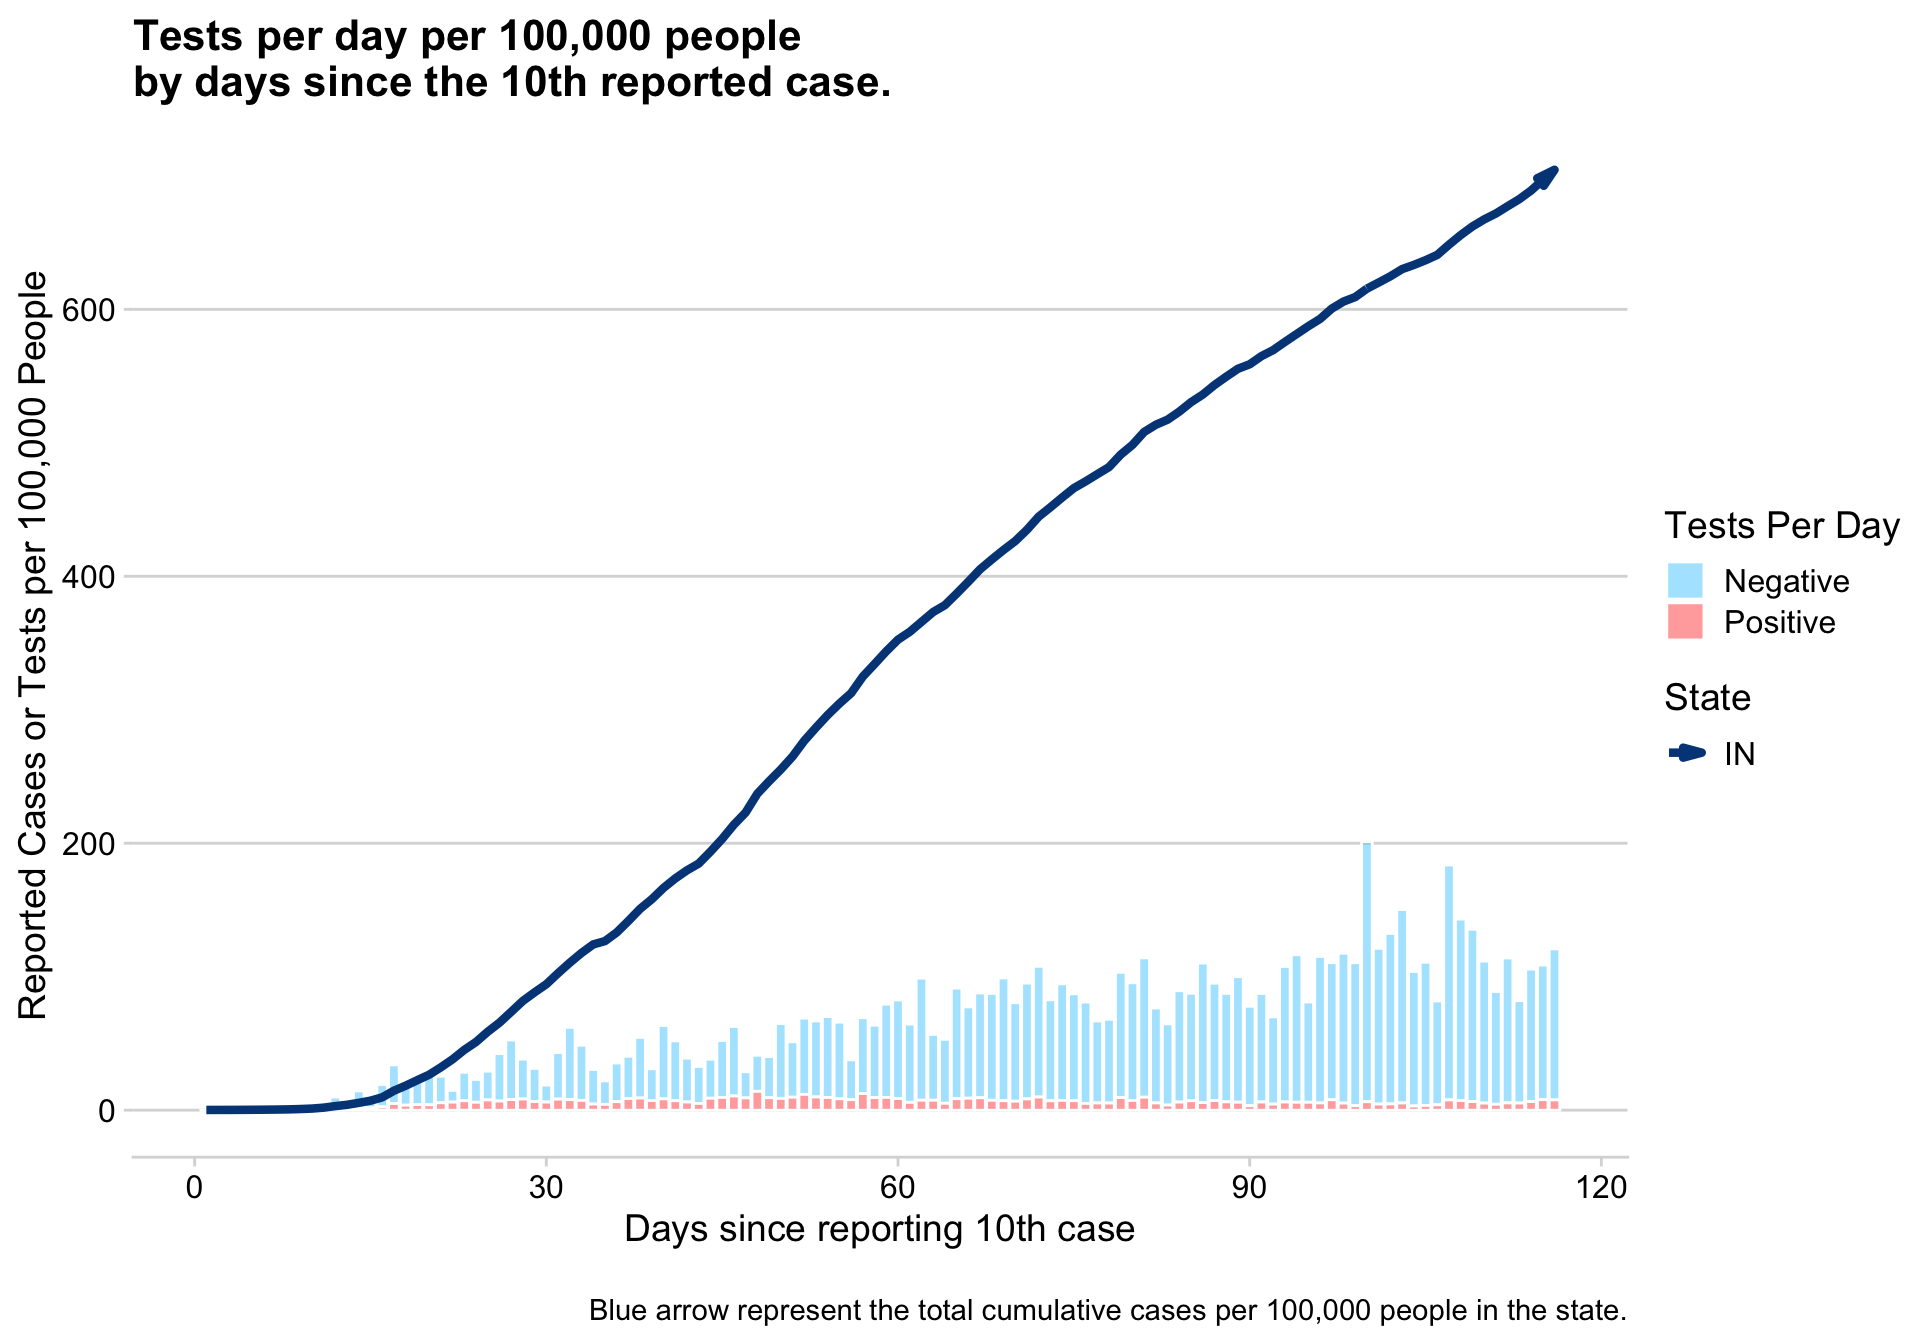 Tests per day per 100,000 people
by days since the 10th reported case.
Reported Cases or Tests per 100,000 People
600
400
200
0
0
30
60
90
120
Days since reporting 10th case
Tests Per Day
Negative
Positive
State
IN
Blue arrow represent the total cumulative cases per 100,000 people in the state.